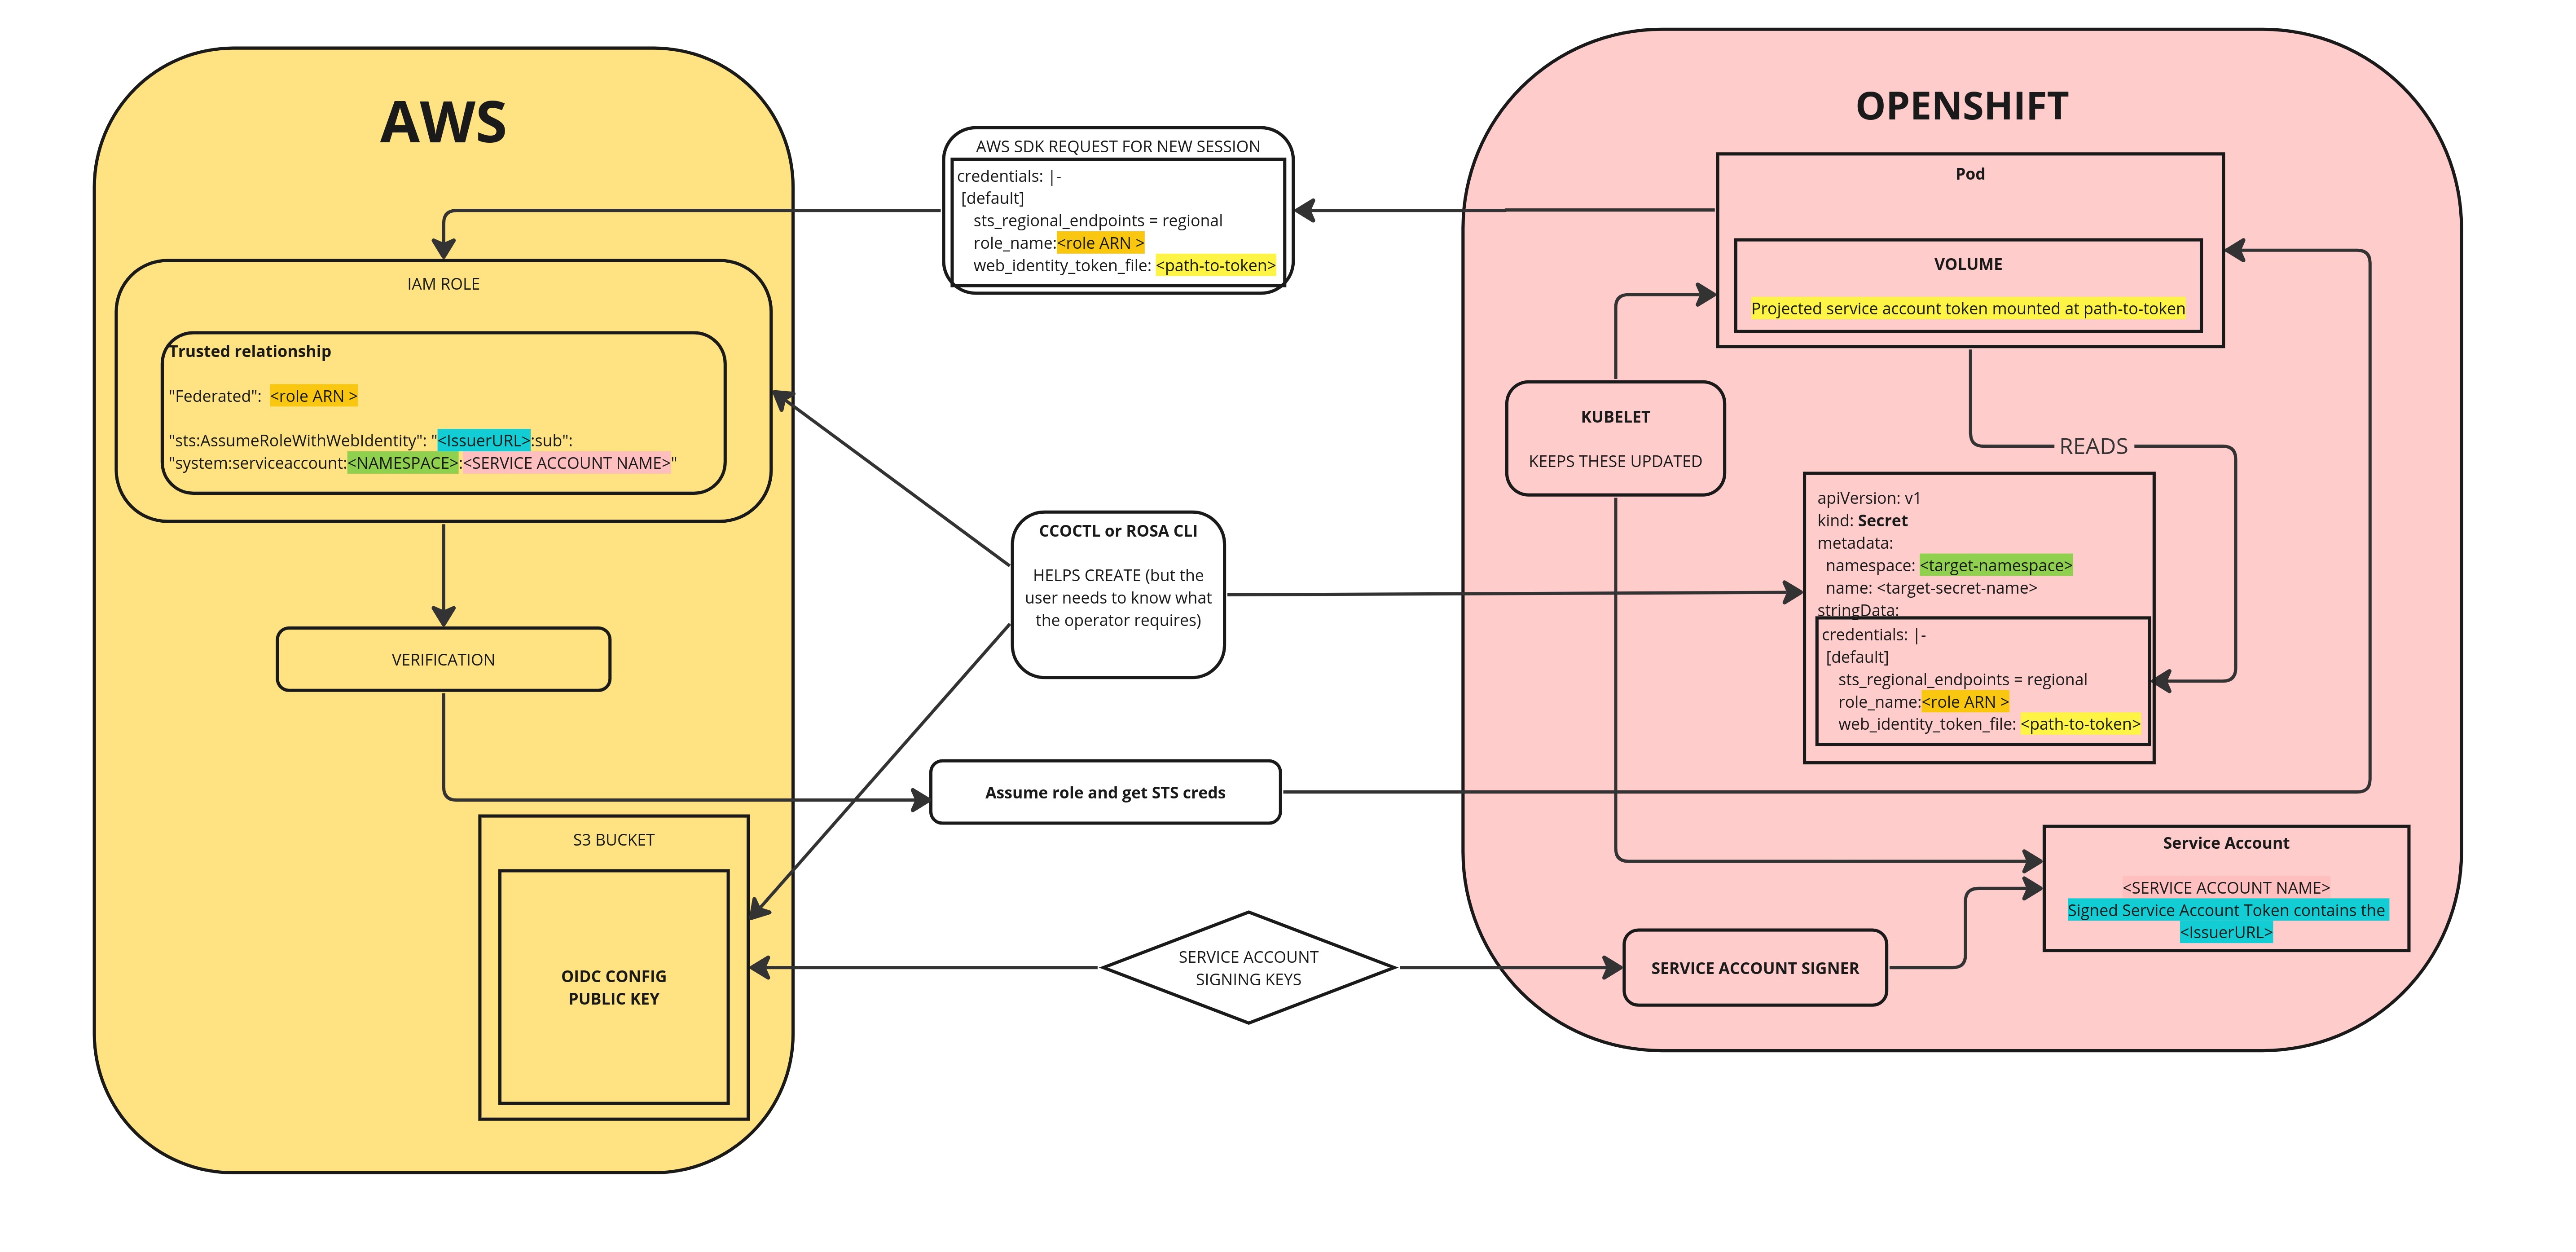 AWS
IAM ROLE
Trusted relationship
"Federated":  <role ARN >
"sts:AssumeRoleWithWebIdentity": "<IssuerURL>:sub":
"system:serviceaccount:<NAMESPACE>:<SERVICE ACCOUNT NAME>"
VERIFICATION
S3 BUCKET
OIDC CONFIG
PUBLIC KEY
AWS SDK REQUEST FOR NEW SESSION
credentials: |-
[default]
sts_regional_endpoints = regional
role_name:<role ARN >
web_identity_token_file: <path-to-token>
CCOCTL or ROSA CLI
HELPS CREATE (but the
user needs to know what
the operator requires)
Assume role and get STS creds
SERVICE ACCOUNT
SIGNING KEYS
OPENSHIFT
Pod
VOLUME
Projected service account token mounted at path-to-token
KUBELET
KEEPS THESE UPDATED
READS
apiVersion: v1
kind: Secret
metadata:
namespace: <target-namespace>
name: <target-secret-name>
stringData:
credentials: |-
[default]
sts_regional_endpoints = regional
role_name:<role ARN >
web_identity_token_file: <path-to-token>
Service Account
<SERVICE ACCOUNT NAME>
Signed Service Account Token contains the
<IssuerURL>
SERVICE ACCOUNT SIGNER